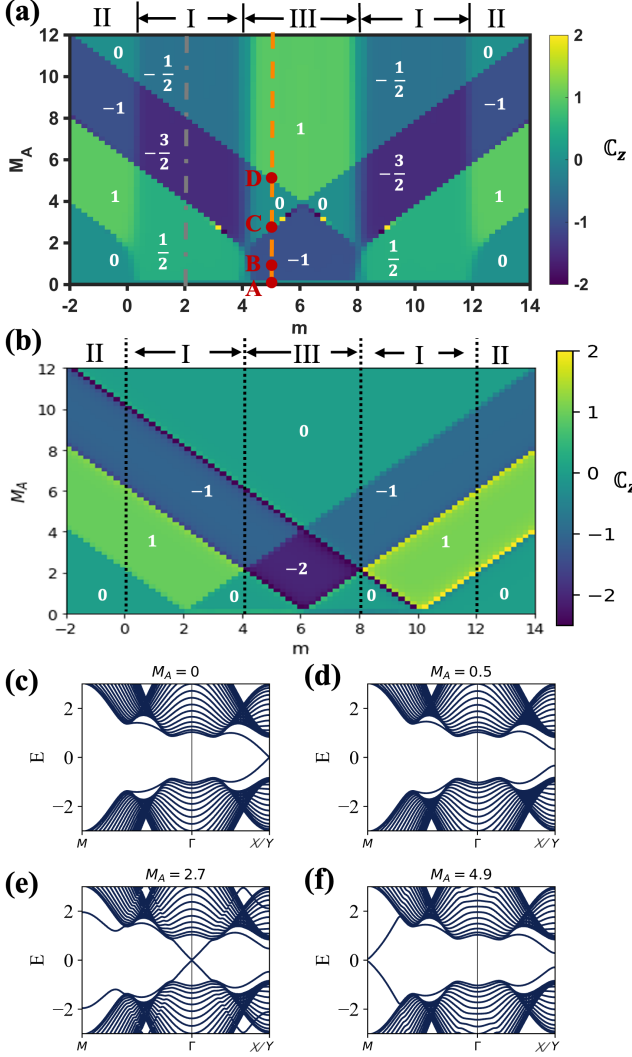 (a) II I III I II
12
10
8
6
4
2
0
M_A
0
-1
1
0
-1/2
-3/2
1/2
1
D
0 0
C
-1
B
A
-1/2
-3/2
1/2
0
-1
1
0
-2 0 2 4 6 8 10 12 14
m
2
1
0
-1
-2
ℂ_z
(b) II I III I II
12
10
8
6
4
2
0
M_A
0
-1 -1
1 -2 1
0 0 0 0
-2 0 2 4 6 8 10 12 14
m
2
1
0
−1
−2
ℂ_z
(c) M_A = 0
E
2
0
−2
M Γ X/Y
(d) M_A = 0.5
E
2
0
−2
M Γ X/Y
(e) M_A = 2.7
E
2
0
−2
M Γ X/Y
(f) M_A = 4.9
E
2
0
−2
M Γ X/Y